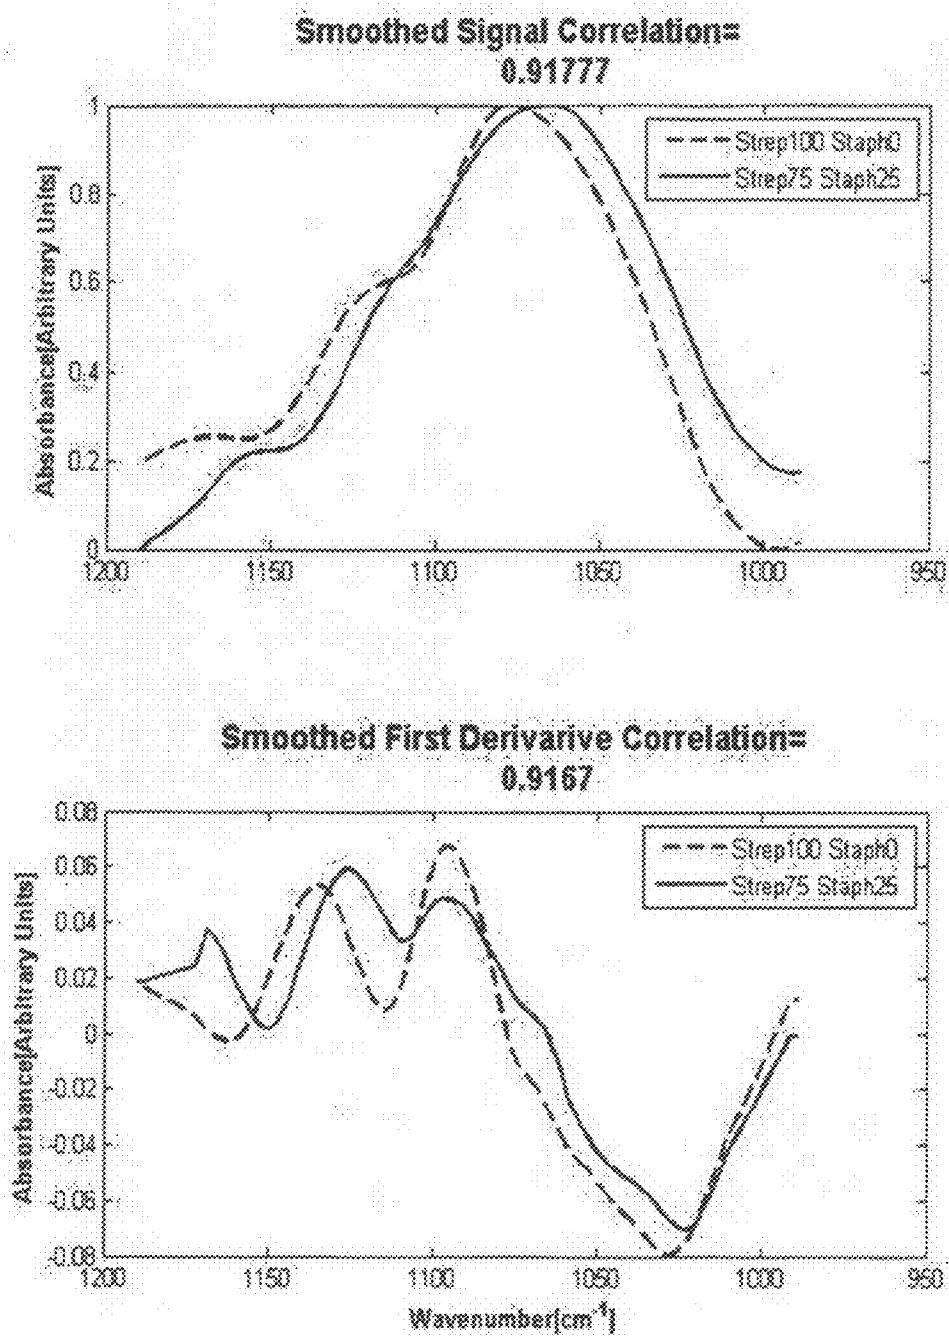 Smoothed Signal Correlation=
0.91777
1
0.8
0.6
0.4
0.2
0
Absorbance[Arbitrary Units]
Strep100 Staph0
Strep75 Staph25
1200 1150 1100 1050 1000 950
Smoothed First Derivarive Correlation=
0.9167
0.08
0.06
0.04
0.02
0
-0.02
-0.04
-0.06
-0.08
Absorbance[Arbitrary Units]
Strep100 Staph0
Strep75 Staph25
1200 1150 1100 1050 1000 950
Wavenumber[cm⁻¹]